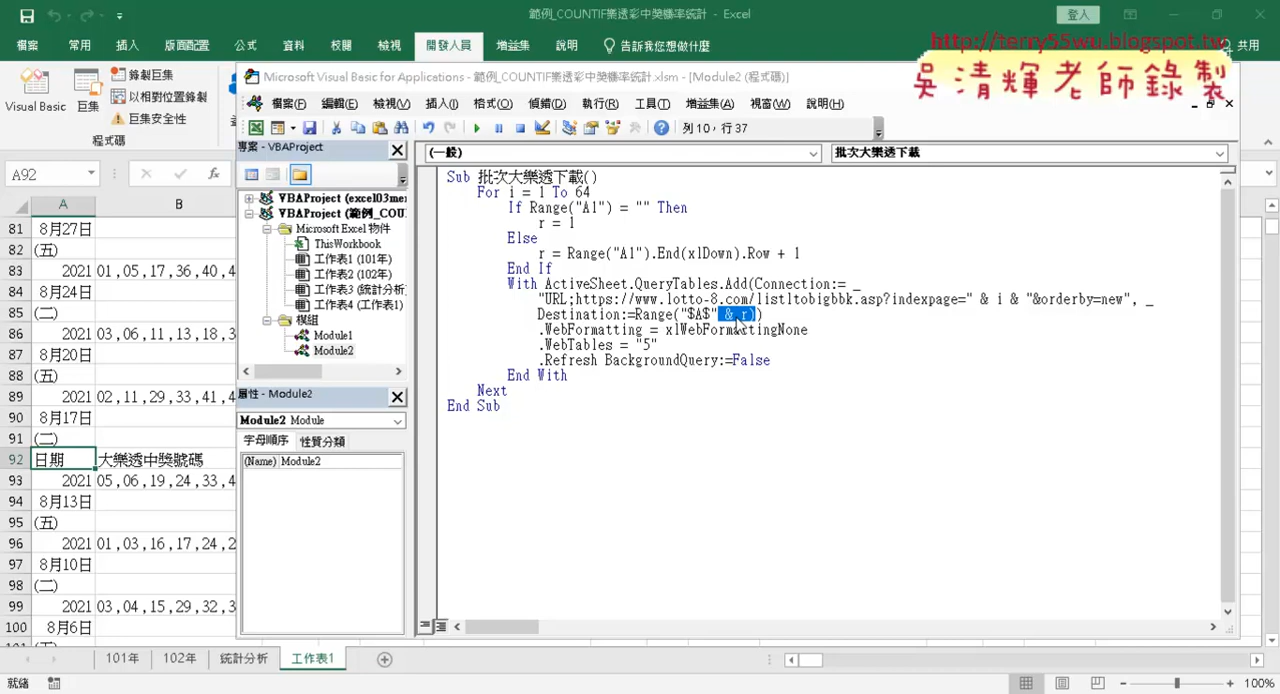 範例_COUNTIF樂透彩中獎機率統計 - Excel
登入
檔案 常用 插入 版面配置 公式 資料 校閱 檢視 開發人員 增益集 說明 告訴我您想做什麼 共用
http://terry55wu.blogspot.tw
吳清輝老師錄製
Visual Basic 巨集 錄製巨集
以相對位置錄製
巨集安全性
程式碼
Microsoft Visual Basic for Applications - 範例_COUNTIF樂透彩中獎機率統計.xlsm - [Module2 (程式碼)]
檔案(F) 編輯(E) 檢視(V) 插入(I) 格式(O) 偵錯(D) 執行(R) 工具(T) 增益集(A) 視窗(W) 說明(H)
列 10，行 37
專案 - VBAProject
(一般) 批次大樂透下載
VBAProject (excel03me
VBAProject (範例_COU
Microsoft Excel 物件
ThisWorkbook
工作表1 (101年)
工作表2 (102年)
工作表3 (統計分析)
工作表4 (工作表1)
模組
Module1
Module2
屬性 - Module2
Module2 Module
字母順序 性質分類
(Name) Module2
Sub 批次大樂透下載()
For i = 1 To 64
If Range("A1") = "" Then
r = 1
Else
r = Range("A1").End(xlDown).Row + 1
End If
With ActiveSheet.QueryTables.Add(Connection:= _
"URL;https://www.lotto-8.com/listltobigbbk.asp?indexpage=" & i & "&orderby=new", _
Destination:=Range("$A$" & r))
.WebFormatting = xlWebFormattingNone
.WebTables = "5"
.Refresh BackgroundQuery:=False
End With
Next
End Sub
A92 fx
A B
81 8月27日
82 (五)
83 2021 01,05,17,36,40,4
84 8月24日
85 (二)
86 2021 03,06,11,13,18,3
87 8月20日
88 (五)
89 2021 02,11,29,33,41,4
90 8月17日
91 (二)
92 日期 大樂透中獎號碼
93 2021 05,06,19,24,33,4
94 8月13日
95 (五)
96 2021 01,03,16,17,24,2
97 8月10日
98 (二)
99 2021 03,04,15,29,32,3
100 8月6日
101年 102年 統計分析 工作表1
就緒 100%